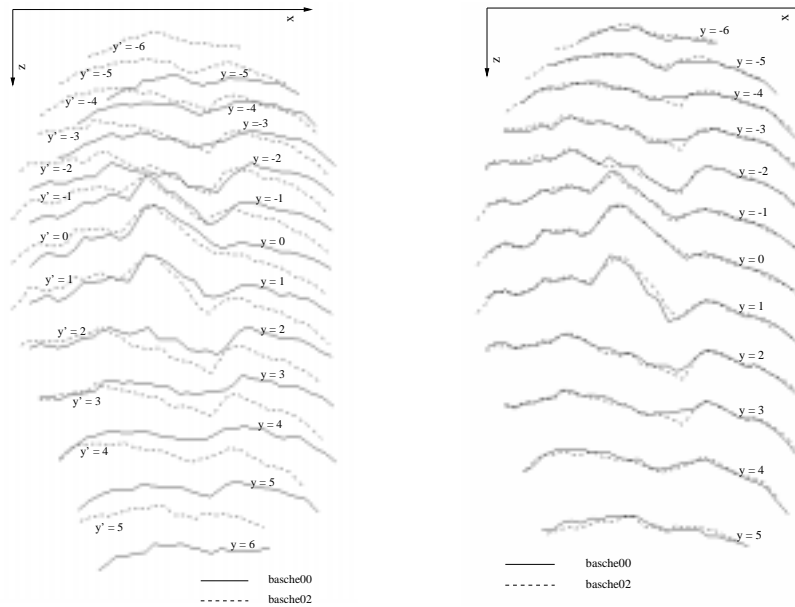 x
z
y' = -6
y' = -5
y = -5
y' = -4
y = -4
y' = -3
y=-3
y' = -2
y = -2
y' = -1
y = -1
y' = 0
y = 0
y' = 1
y = 1
y' = 2
y = 2
y' = 3
y = 3
y' = 4
y = 4
y' = 5
y = 5
y = 6
basche00
basche02
x
z
y = -6
y = -5
y = -4
y = -3
y = -2
y = -1
y = 0
y = 1
y = 2
y = 3
y = 4
y = 5
basche00
basche02